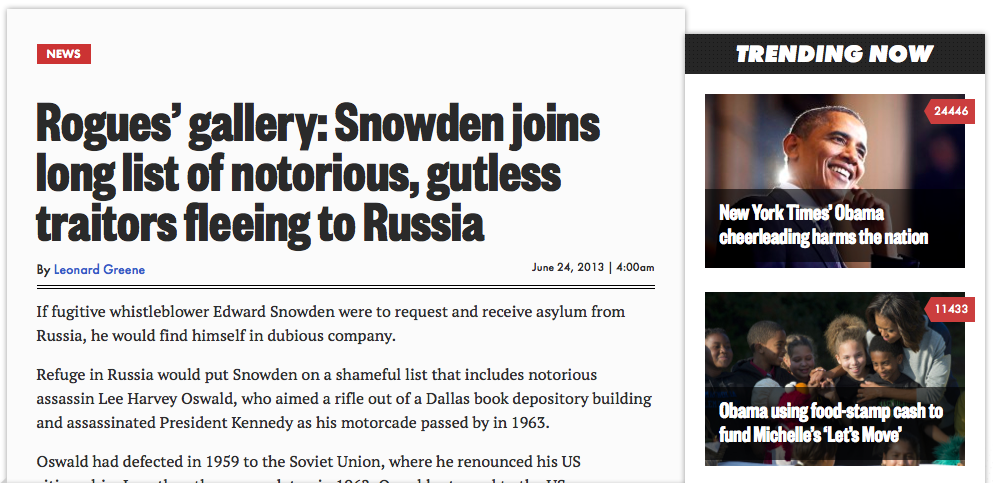 NEWS
Rogues’ gallery: Snowden joins
long list of notorious, gutless
traitors fleeing to Russia
By Leonard Greene
June 24, 2013 | 4:00am
If fugitive whistleblower Edward Snowden were to request and receive asylum from
Russia, he would find himself in dubious company.
Refuge in Russia would put Snowden on a shameful list that includes notorious
assassin Lee Harvey Oswald, who aimed a rifle out of a Dallas book depository building
and assassinated President Kennedy as his motorcade passed by in 1963.
Oswald had defected in 1959 to the Soviet Union, where he renounced his US
TRENDING NOW
24446
New York Times’ Obama
cheerleading harms the nation
11433
Obama using food-stamp cash to
fund Michelle’s ‘Let’s Move’